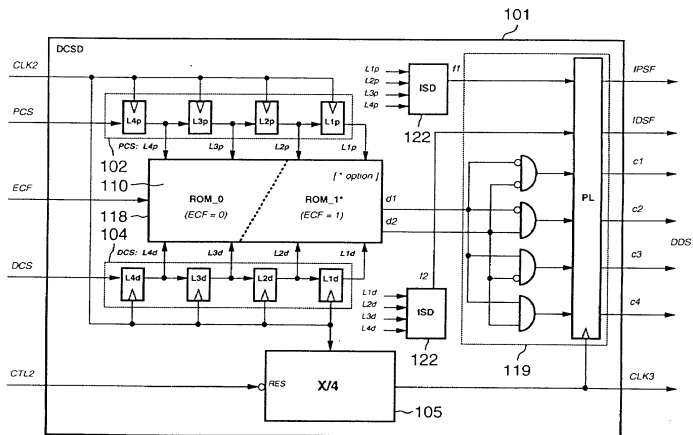 101
DCSD
CLK2
L1p
L2p
L3p
L4p
ISD
f1
122
IPSF
PCS
L4p
L3p
L2p
L1p
102
PCS: L4p
L3p
L2p
L1p
IDSF
110
[ * option ]
ROM_0
(ECF = 0)
ROM_1*
(ECF = 1)
ECF
118
d1
d2
c1
PL
c2
104
DCS: L4d
L3d
L2d
L1d
DDS
DCS
L4d
L3d
L2d
L1d
f2
c3
L1d
L2d
L3d
L4d
ISD
122
c4
119
CTL2
RES
X/4
CLK3
105